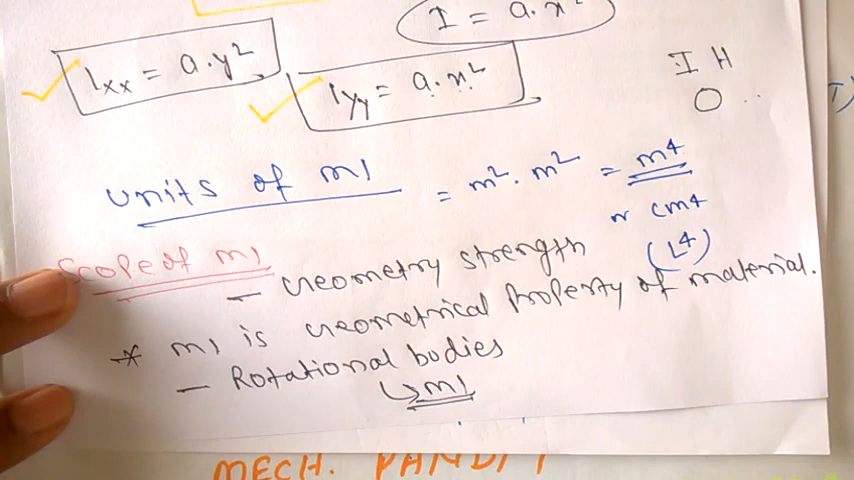 I = a.x²
Ixx = a.y²
Iyy = a.x²
I H
O ..
units of mI = m². m² = m⁴
or cm4
(L⁴)
Scope of mI
- Geometry strength
* mI is Geometrical Property of material.
- Rotational bodies
↳ mI
MECH. PANDIT